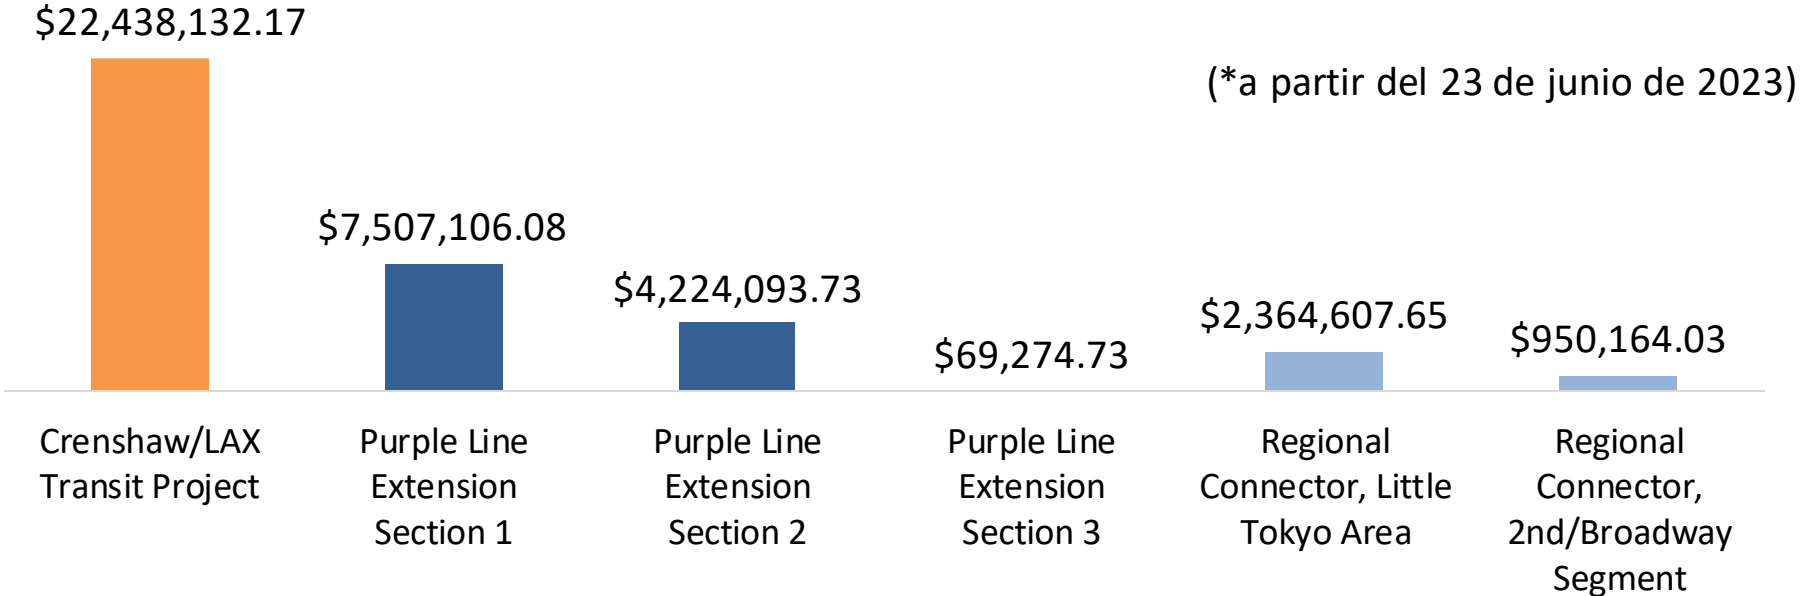 $22,438,132.17
(*a partir del 23 de junio de 2023)
$7,507,106.08
$4,224,093.73
$69,274.73
$2,364,607.65
$950,164.03
Crenshaw/LAX
Transit Project
Purple Line
Extension
Section 1
Purple Line
Extension
Section 2
Purple Line
Extension
Section 3
Regional
Connector, Little
Tokyo Area
Regional
Connector,
2nd/Broadway
Segment